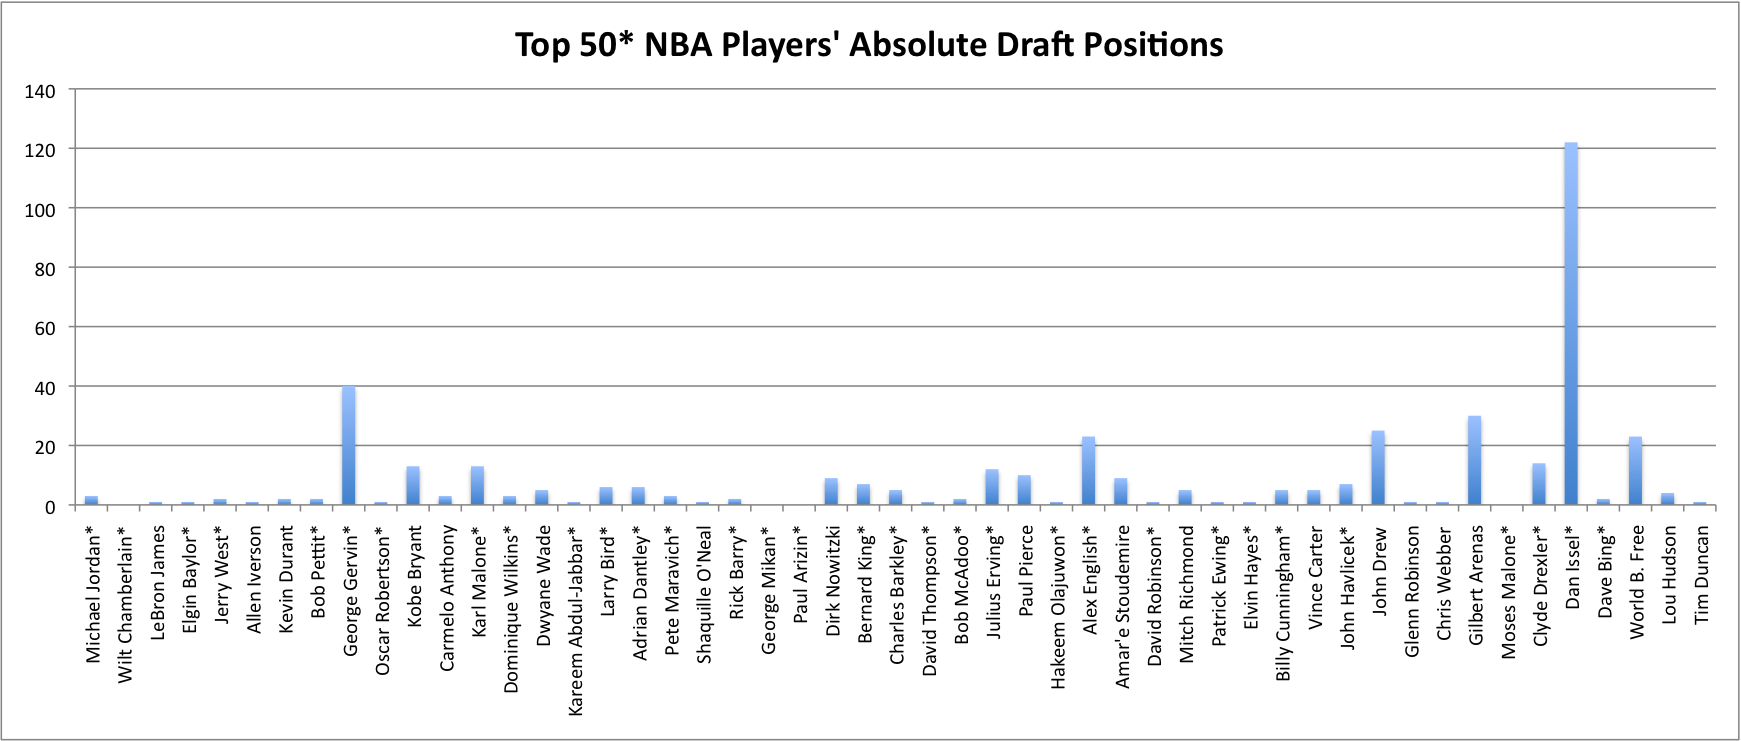 Top 50* NBA Players' Absolute Draft Positions
140
120
100
80
60
40
20
0
Michael Jordan*
Wilt Chamberlain*
LeBron James
Elgin Baylor*
Jerry West*
Allen Iverson
Kevin Durant
Bob Pettit*
George Gervin*
Oscar Robertson*
Kobe Bryant
Carmelo Anthony
Karl Malone*
Dominique Wilkins*
Dwyane Wade
Kareem Abdul-Jabbar*
Larry Bird*
Adrian Dantley*
Pete Maravich*
Shaquille O'Neal
Rick Barry*
George Mikan*
Paul Arizin*
Dirk Nowitzki
Bernard King*
Charles Barkley*
David Thompson*
Bob McAdoo*
Julius Erving*
Paul Pierce
Hakeem Olajuwon*
Alex English*
Amar'e Stoudemire
David Robinson*
Mitch Richmond
Patrick Ewing*
Elvin Hayes*
Billy Cunningham*
Vince Carter
John Havlicek*
John Drew
Glenn Robinson
Chris Webber
Gilbert Arenas
Moses Malone*
Clyde Drexler*
Dan Issel*
Dave Bing*
World B. Free
Lou Hudson
Tim Duncan